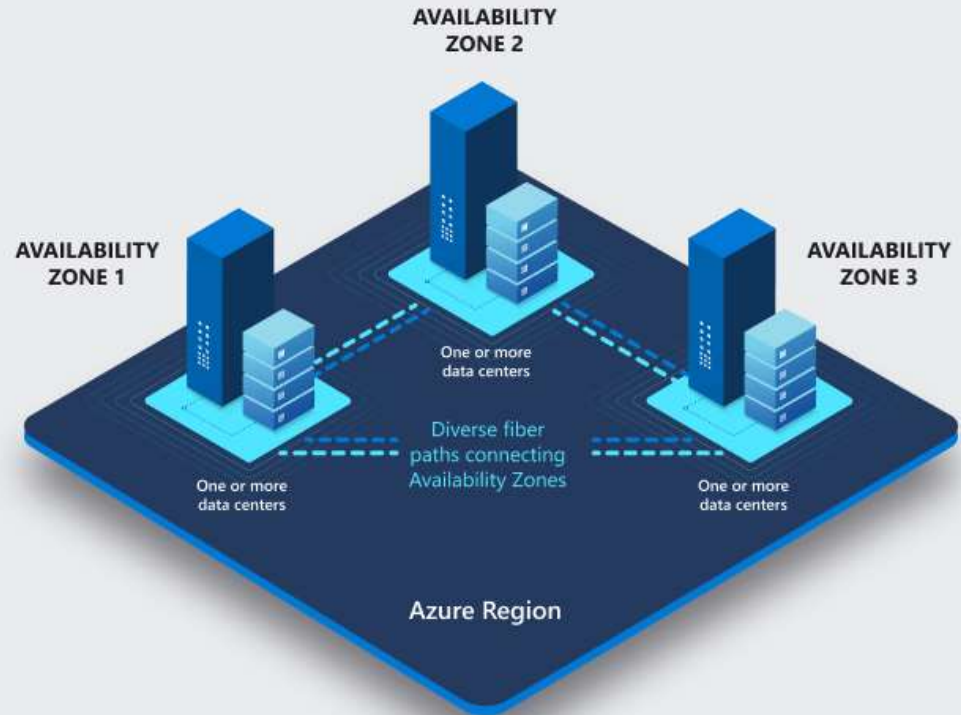 AVAILABILITY
ZONE 2
AVAILABILITY
ZONE 1
AVAILABILITY
ZONE 3
One or more
data centers
Diverse fiber
paths connecting
Availability Zones
One or more
data centers
One or more
data centers
Azure Region